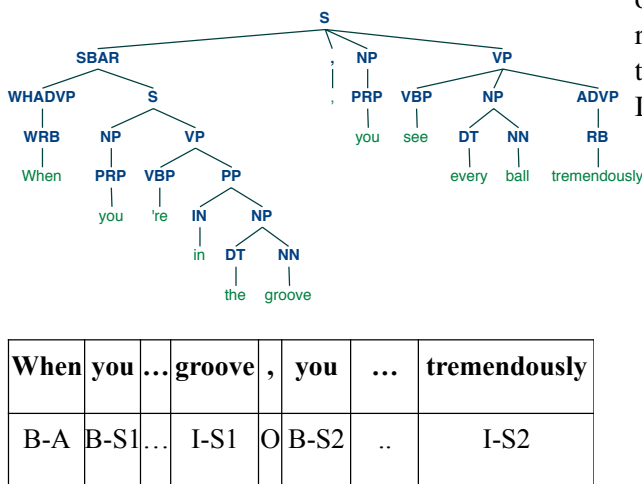 S
SBAR , NP VP
WHADVP S , PRP VBP NP ADVP
WRB NP VP you see DT NN RB
When PRP VBP PP every ball tremendously
you 're IN NP
in DT NN
the groove
When you … groove , you … tremendously
B-A B-S1 … I-S1 O B-S2 .. I-S2